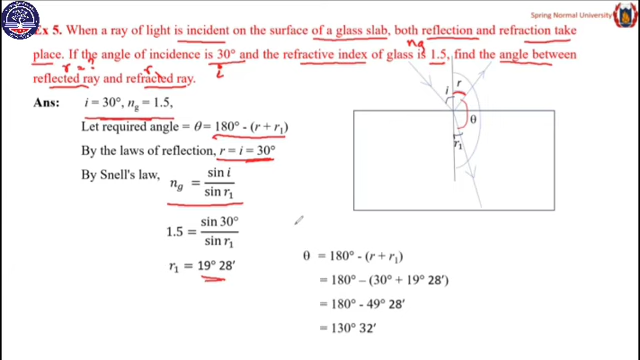 Spring Normal University
Ex 5. When a ray of light is incident on the surface of a glass slab, both reflection and refraction take
ng
place. If the angle of incidence is 30° and the refractive index of glass is 1.5, find the angle between
r = ?
i
reflected ray and refracted ray.
r₁
Ans:
i = 30°, ng = 1.5,
Let required angle = θ= 180° - (r + r₁)
By the laws of reflection, r = i = 30°
By Snell's law, ng = sin i / sin r₁
1.5 = sin 30° / sin r₁
r₁ = 19° 28′
i
r
θ
r₁
θ = 180° - (r + r₁)
= 180° – (30° + 19° 28′)
= 180° - 49° 28′
= 130° 32′